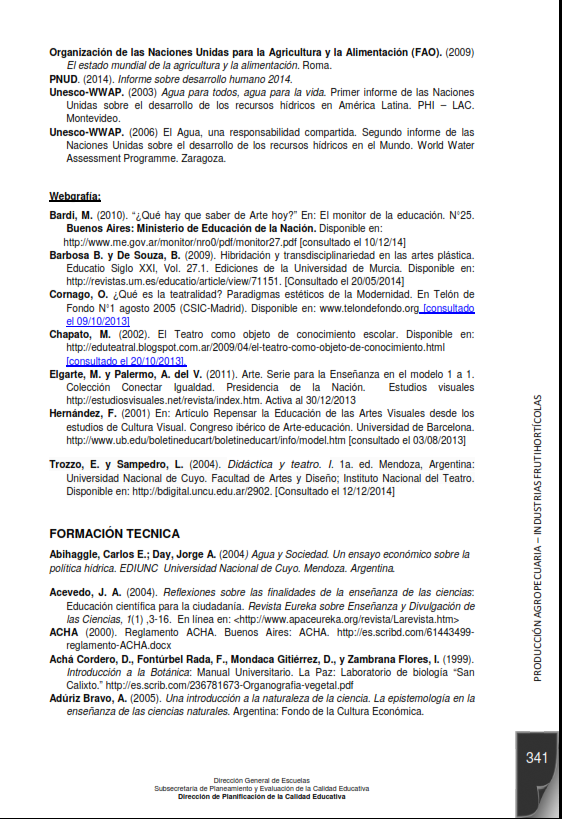 Organización de las Naciones Unidas para la Agricultura y la Alimentación (FAO). (2009)
El estado mundial de la agricultura y la alimentación. Roma.
PNUD. (2014). Informe sobre desarrollo humano 2014.
Unesco-WWAP. (2003) Agua para todos, agua para la vida. Primer informe de las Naciones
Unidas sobre el desarrollo de los recursos hídricos en América Latina. PHI – LAC.
Montevideo.
Unesco-WWAP. (2006) El Agua, una responsabilidad compartida. Segundo informe de las
Naciones Unidas sobre el desarrollo de los recursos hídricos en el Mundo. World Water
Assessment Programme. Zaragoza.
Webgrafía:
Bardi, M. (2010). “¿Qué hay que saber de Arte hoy?” En: El monitor de la educación. N°25.
Buenos Aires: Ministerio de Educación de la Nación. Disponible en:
http://www.me.gov.ar/monitor/nro0/pdf/monitor27.pdf [consultado el 10/12/14]
Barbosa B. y De Souza, B. (2009). Hibridación y transdisciplinariedad en las artes plástica.
Educatio Siglo XXI, Vol. 27.1. Ediciones de la Universidad de Murcia. Disponible en:
http://revistas.um.es/educatio/article/view/71151. [Consultado el 20/05/2014]
Cornago, O. ¿Qué es la teatralidad? Paradigmas estéticos de la Modernidad. En Telón de
Fondo N°1 agosto 2005 (CSIC-Madrid). Disponible en: www.telondefondo.org [consultado
el 09/10/2013]
Chapato, M. (2002). El Teatro como objeto de conocimiento escolar. Disponible en:
http://eduteatral.blogspot.com.ar/2009/04/el-teatro-como-objeto-de-conocimiento.html
[consultado el 20/10/2013].
Elgarte, M. y Palermo, A. del V. (2011). Arte. Serie para la Enseñanza en el modelo 1 a 1.
Colección Conectar Igualdad. Presidencia de la Nación. Estudios visuales
http://estudiosvisuales.net/revista/index.htm. Activa al 30/12/2013
Hernández, F. (2001) En: Artículo Repensar la Educación de las Artes Visuales desde los
estudios de Cultura Visual. Congreso ibérico de Arte-educación. Universidad de Barcelona.
http://www.ub.edu/boletineducart/boletineducart/info/model.htm [consultado el 03/08/2013]
Trozzo, E. y Sampedro, L. (2004). Didáctica y teatro. I. 1a. ed. Mendoza, Argentina:
Universidad Nacional de Cuyo. Facultad de Artes y Diseño; Instituto Nacional del Teatro.
Disponible en: http://bdigital.uncu.edu.ar/2902. [Consultado el 12/12/2014]
FORMACIÓN TECNICA
Abihaggle, Carlos E.; Day, Jorge A. (2004) Agua y Sociedad. Un ensayo económico sobre la
política hídrica. EDIUNC Universidad Nacional de Cuyo. Mendoza. Argentina.
Acevedo, J. A. (2004). Reflexiones sobre las finalidades de la enseñanza de las ciencias:
Educación científica para la ciudadanía. Revista Eureka sobre Enseñanza y Divulgación de
las Ciencias, 1(1) ,3-16. En línea en: <http://www.apaceureka.org/revista/Larevista.htm>
ACHA (2000). Reglamento ACHA. Buenos Aires: ACHA. http://es.scribd.com/61443499-
reglamento-ACHA.docx
Achá Cordero, D., Fontúrbel Rada, F., Mondaca Gitiérrez, D., y Zambrana Flores, I. (1999).
Introducción a la Botánica: Manual Universitario. La Paz: Laboratorio de biología “San
Calixto.” http://es.scrib.com/236781673-Organografia-vegetal.pdf
Adúriz Bravo, A. (2005). Una introducción a la naturaleza de la ciencia. La epistemología en la
enseñanza de las ciencias naturales. Argentina: Fondo de la Cultura Económica.
PRODUCCIÓN AGROPECUARIA – INDUSTRIAS FRUTIHORTÍCOLAS
341
Dirección General de Escuelas
Subsecretaría de Planeamiento y Evaluación de la Calidad Educativa
Dirección de Planificación de la Calidad Educativa